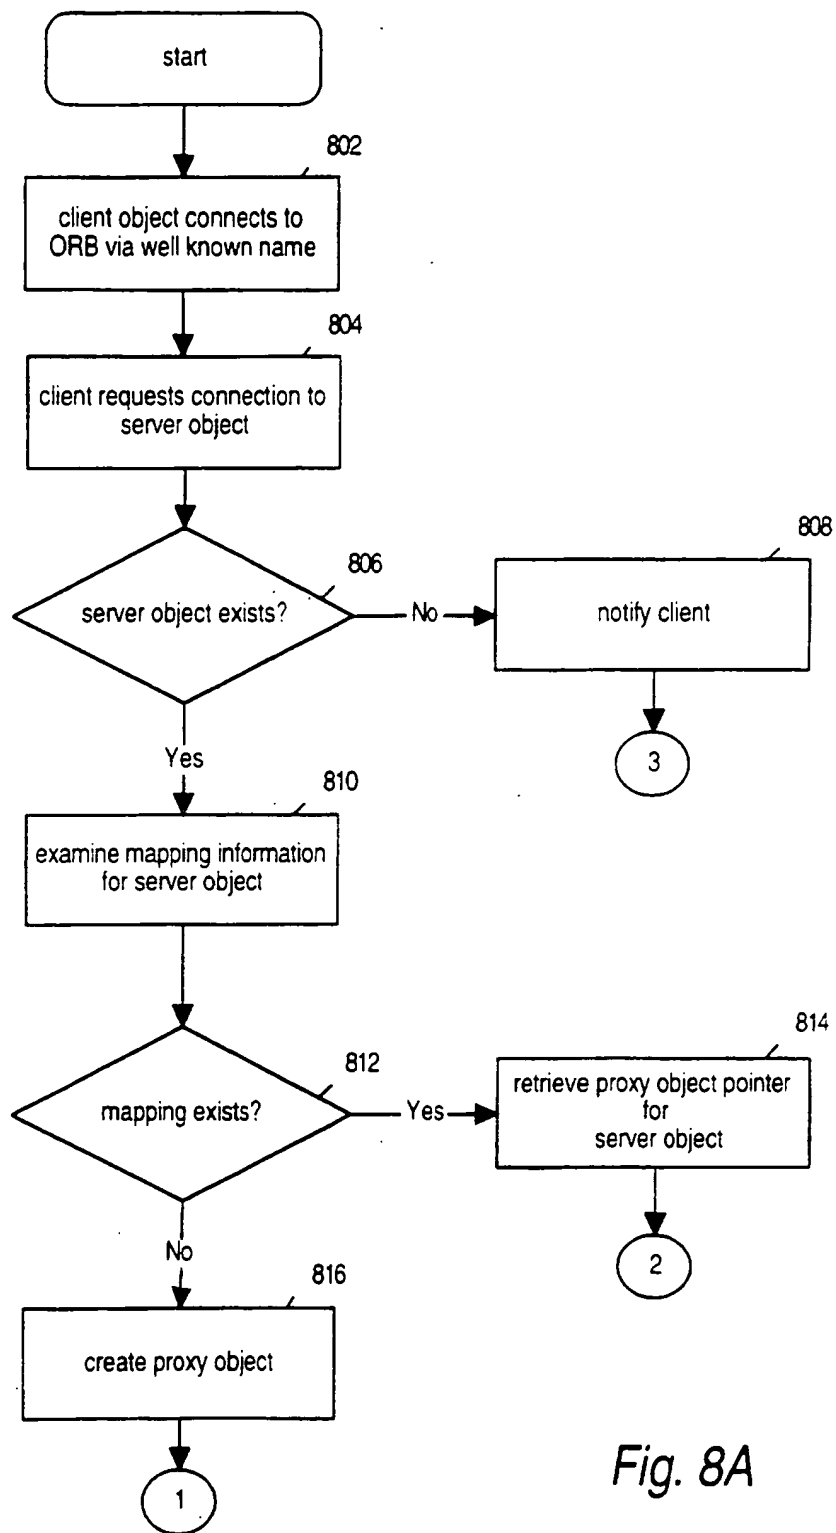 start
802
client object connects to
ORB via well known name
804
client requests connection to
server object
806
server object exists?
No
808
notify client
3
Yes
810
examine mapping information
for server object
812
mapping exists?
Yes
814
retrieve proxy object pointer
for
server object
2
No
816
create proxy object
1
Fig. 8A